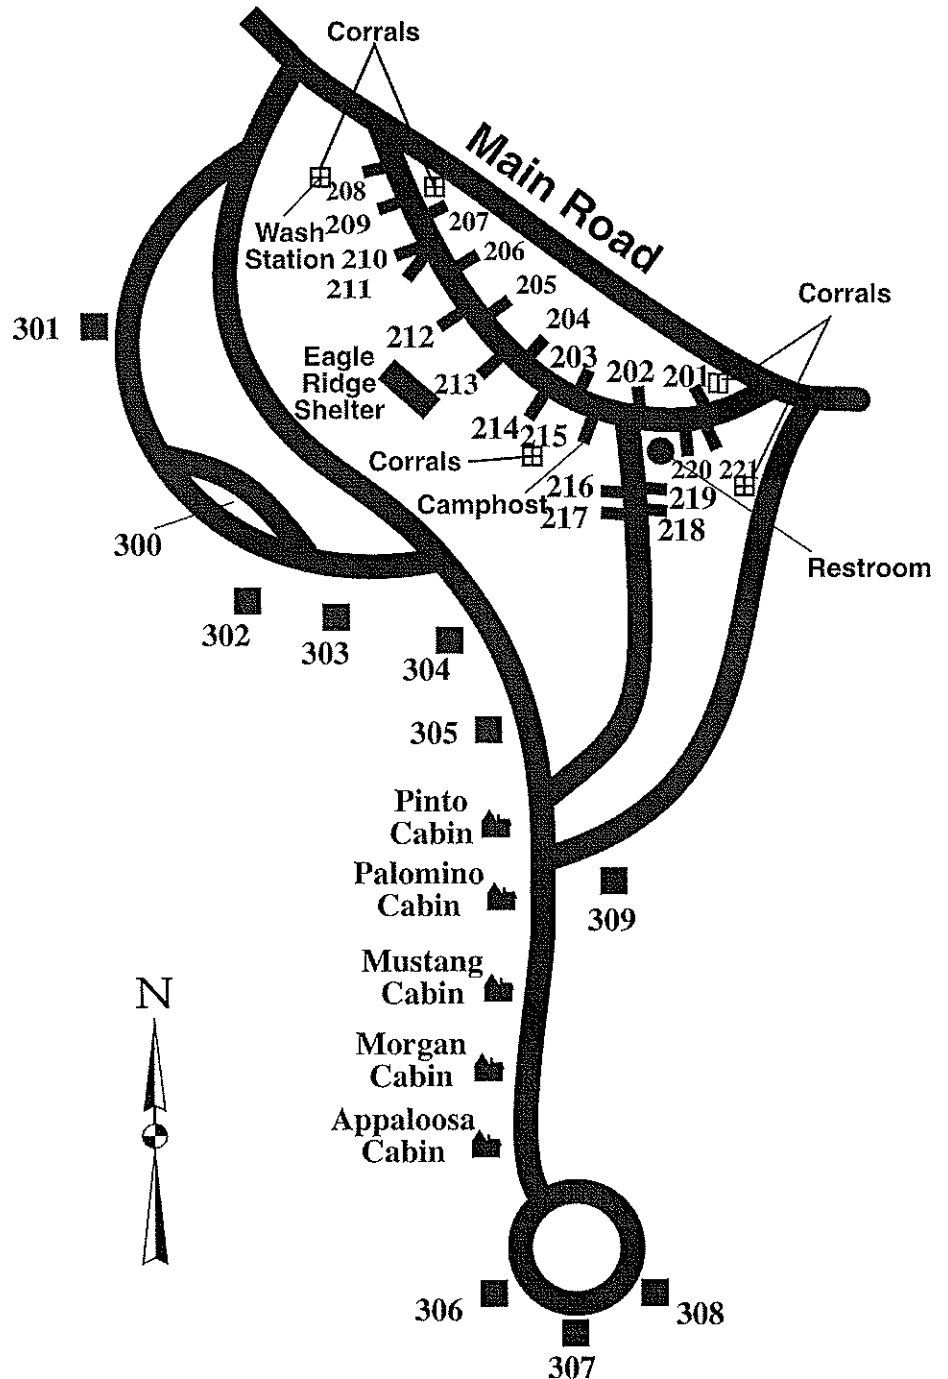 Corrals
Main Road
208
207
Wash
Station
209
206
210
211
205
Corrals
301
212
204
Eagle
Ridge
Shelter
203
202
201
213
214
215
Corrals
220
221
Camphost
216
219
217
218
300
Restroom
302
303
304
305
Pinto
Cabin
Palomino
Cabin
309
Mustang
Cabin
N
Morgan
Cabin
Appaloosa
Cabin
306
308
307